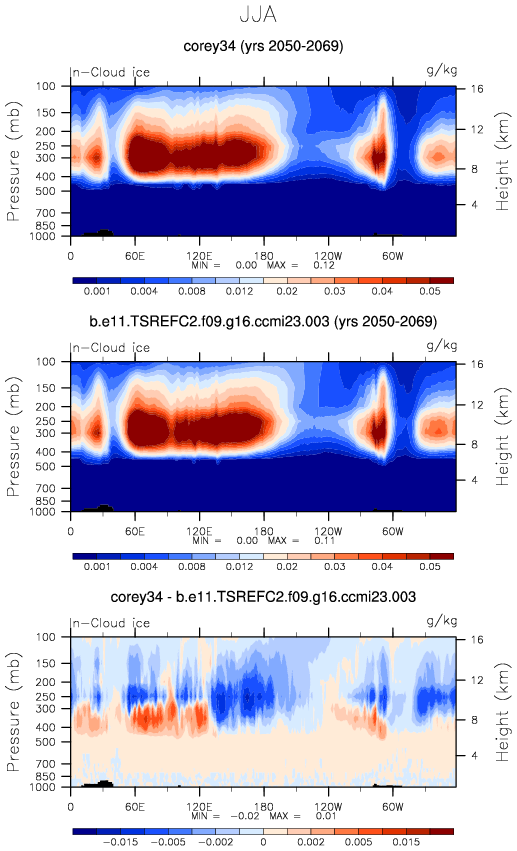 JJA
corey34 (yrs 2050-2069)
In-Cloud ice g/kg
Pressure (mb)
100
150
200
250
300
400
500
700
850
1000
16
12
8
4
Height (km)
0 60E 120E 180 120W 60W
MIN = 0.00 MAX = 0.12
0.001 0.004 0.008 0.012 0.02 0.03 0.04 0.05
b.e11.TSREFC2.f09.g16.ccmi23.003 (yrs 2050-2069)
In-Cloud ice g/kg
Pressure (mb)
100
150
200
250
300
400
500
700
850
1000
16
12
8
4
Height (km)
0 60E 120E 180 120W 60W
MIN = 0.00 MAX = 0.11
0.001 0.004 0.008 0.012 0.02 0.03 0.04 0.05
corey34 - b.e11.TSREFC2.f09.g16.ccmi23.003
In-Cloud ice g/kg
Pressure (mb)
100
150
200
250
300
400
500
700
850
1000
16
12
8
4
Height (km)
0 60E 120E 180 120W 60W
MIN = -0.02 MAX = 0.01
-0.015 -0.005 -0.002 0 0.002 0.005 0.015